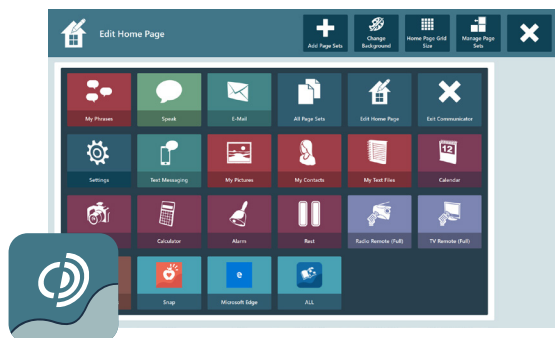 Edit Home Page
Add Page Sets
Change Background
Home Page Grid Size
Manage Page Sets
My Phrases
Speak
E-Mail
All Page Sets
Edit Home Page
Exit Communicator
Settings
Text Messaging
My Pictures
My Contacts
My Text Files
12
Calendar
Calculator
Alarm
Rest
Radio Remote (Full)
TV Remote (Full)
Snap
e
Microsoft Edge
ALL